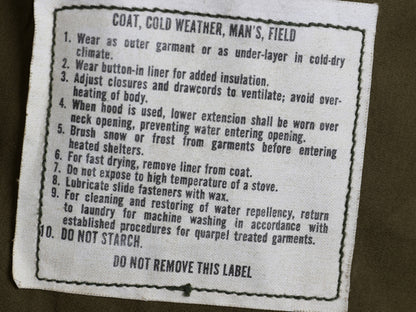 COAT, COLD WEATHER, MAN'S, FIELD
1. Wear as outer garment or as under-layer in cold-dry
climate.
2. Wear button-in liner for added insulation.
3. Adjust closures and drawcords to ventilate; avoid over-
heating of body.
4. When hood is used, lower extension shall be worn over
neck opening, preventing water entering opening.
5. Brush snow or frost from garments before entering
heated shelters.
6. For fast drying, remove liner from coat.
7. Do not expose to high temperature of a stove.
8. Lubricate slide fasteners with wax.
9. For cleaning and restoring of water repellency, return
to laundry for machine washing in accordance with
established procedures for quarpel treated garments.
10. DO NOT STARCH.
DO NOT REMOVE THIS LABEL